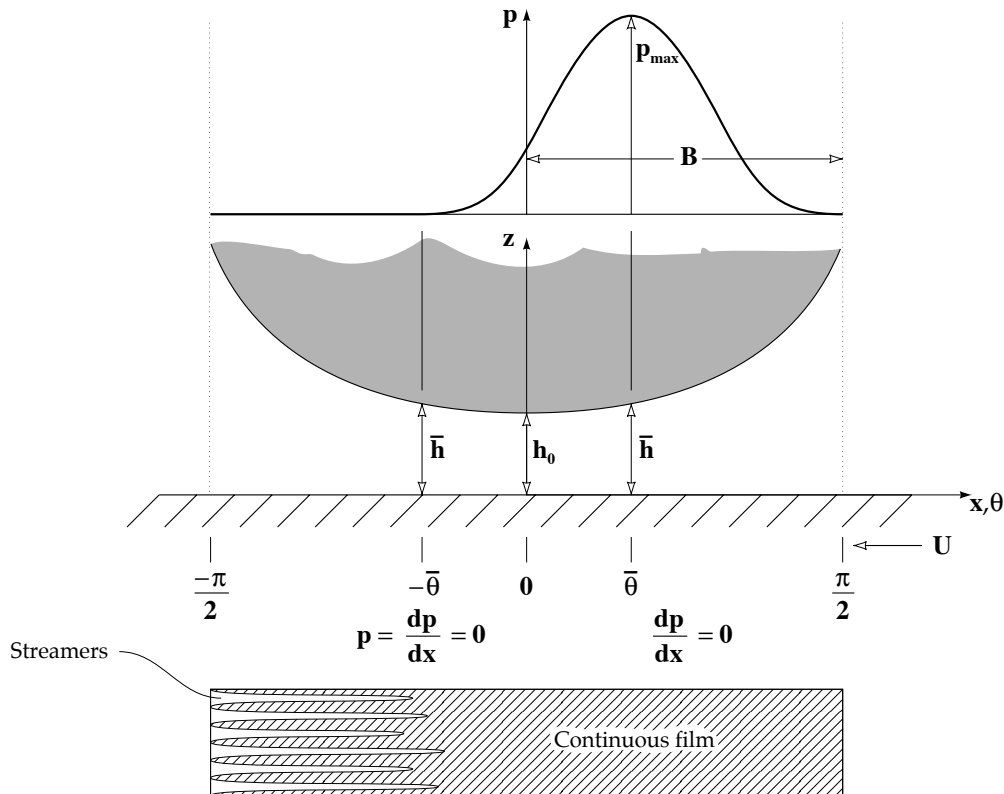 p
p_max
B
z
h̄
h₀
h̄
x,θ
U
−π/2
−θ̄
0
θ̄
π/2
p = dp/dx = 0
dp/dx = 0
Streamers
Continuous film